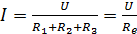 I = U / (R₁+R₂+R₃) = U / Rₑ